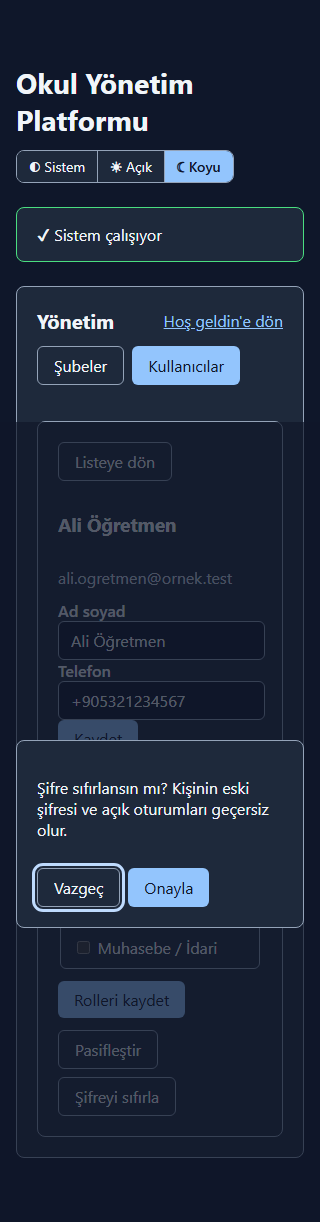 Okul Yönetim
Platformu
Sistem
Açık
Koyu
✓ Sistem çalışıyor
Yönetim
Hoş geldin'e dön
Şubeler
Kullanıcılar
Listeye dön
Ali Öğretmen
ali.ogretmen@ornek.test
Ad soyad
Ali Öğretmen
Telefon
+905321234567
Kaydet
Şifre sıfırlansın mı? Kişinin eski
şifresi ve açık oturumları geçersiz
olur.
Vazgeç
Onayla
Muhasebe / İdari
Rolleri kaydet
Pasifleştir
Şifreyi sıfırla